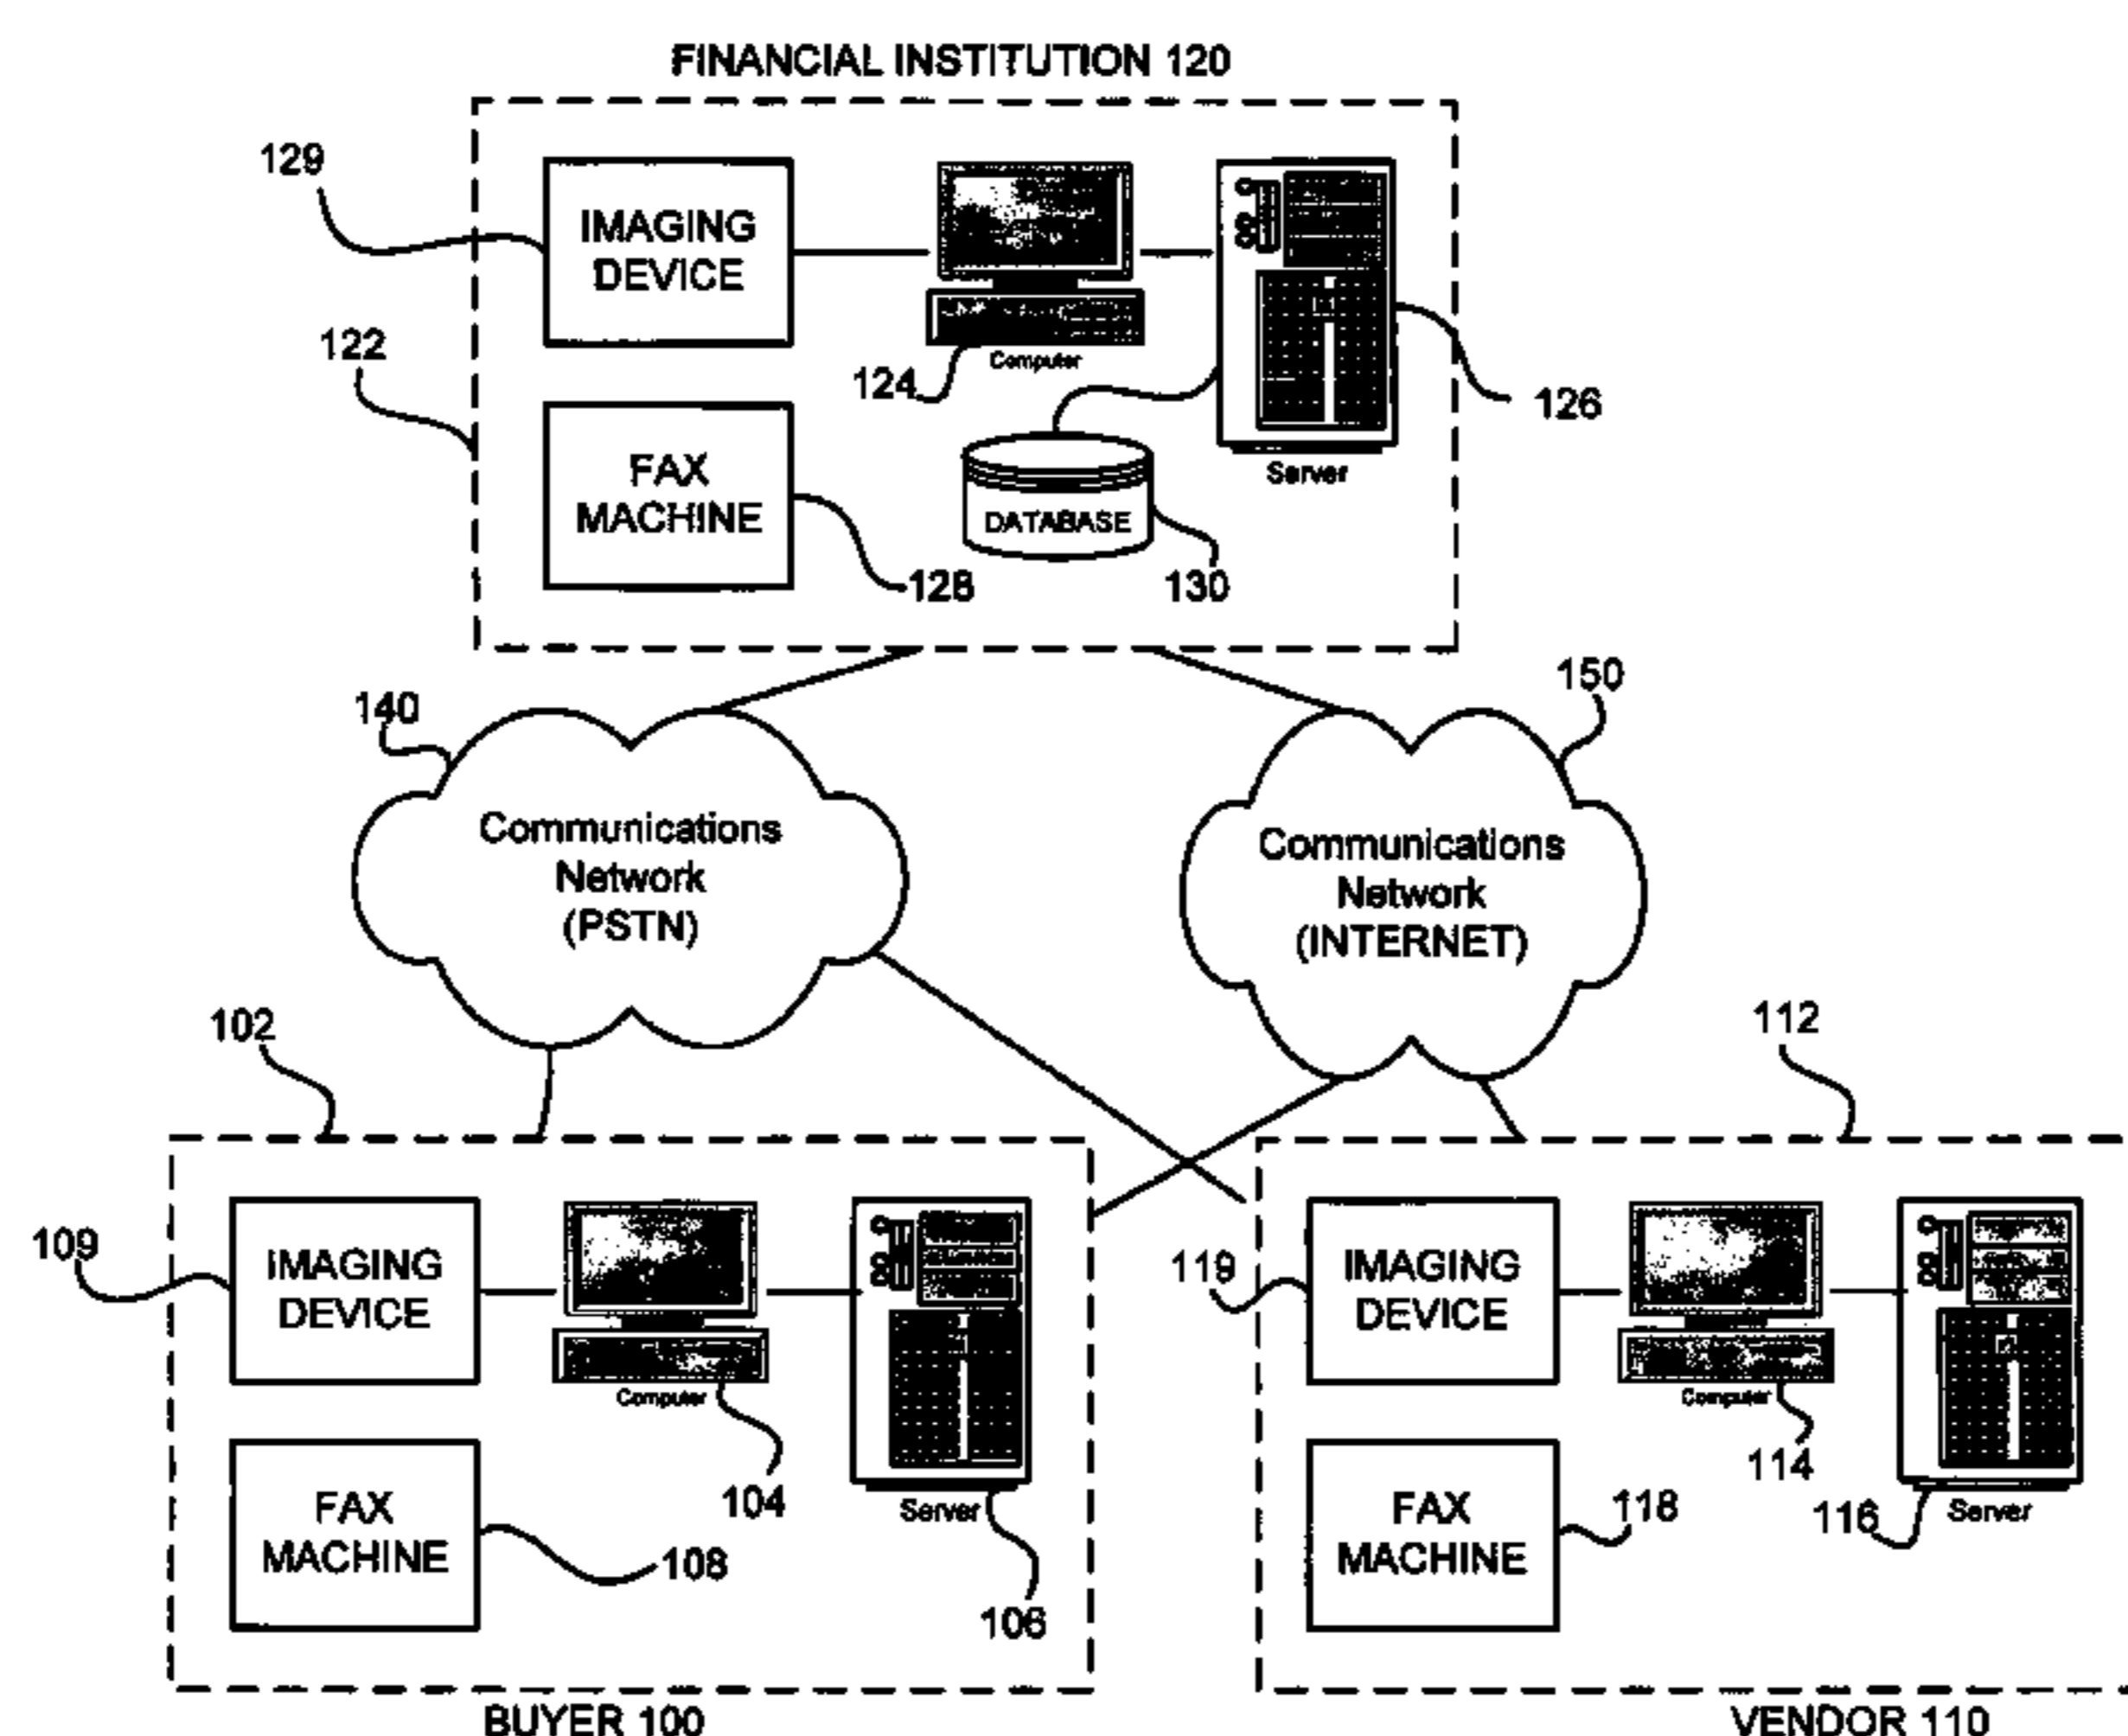 FINANCIAL INSTITUTION 120
129
IMAGING
DEVICE
122
Computer
124
126
Server
FAX
MACHINE
DATABASE
128
130
140
150
Communications
Network
(PSTN)
Communications
Network
(INTERNET)
102
112
109
IMAGING
DEVICE
Computer
104
Server
106
FAX
MACHINE
108
119
IMAGING
DEVICE
Computer
114
116
Server
FAX
MACHINE
118
BUYER 100
VENDOR 110